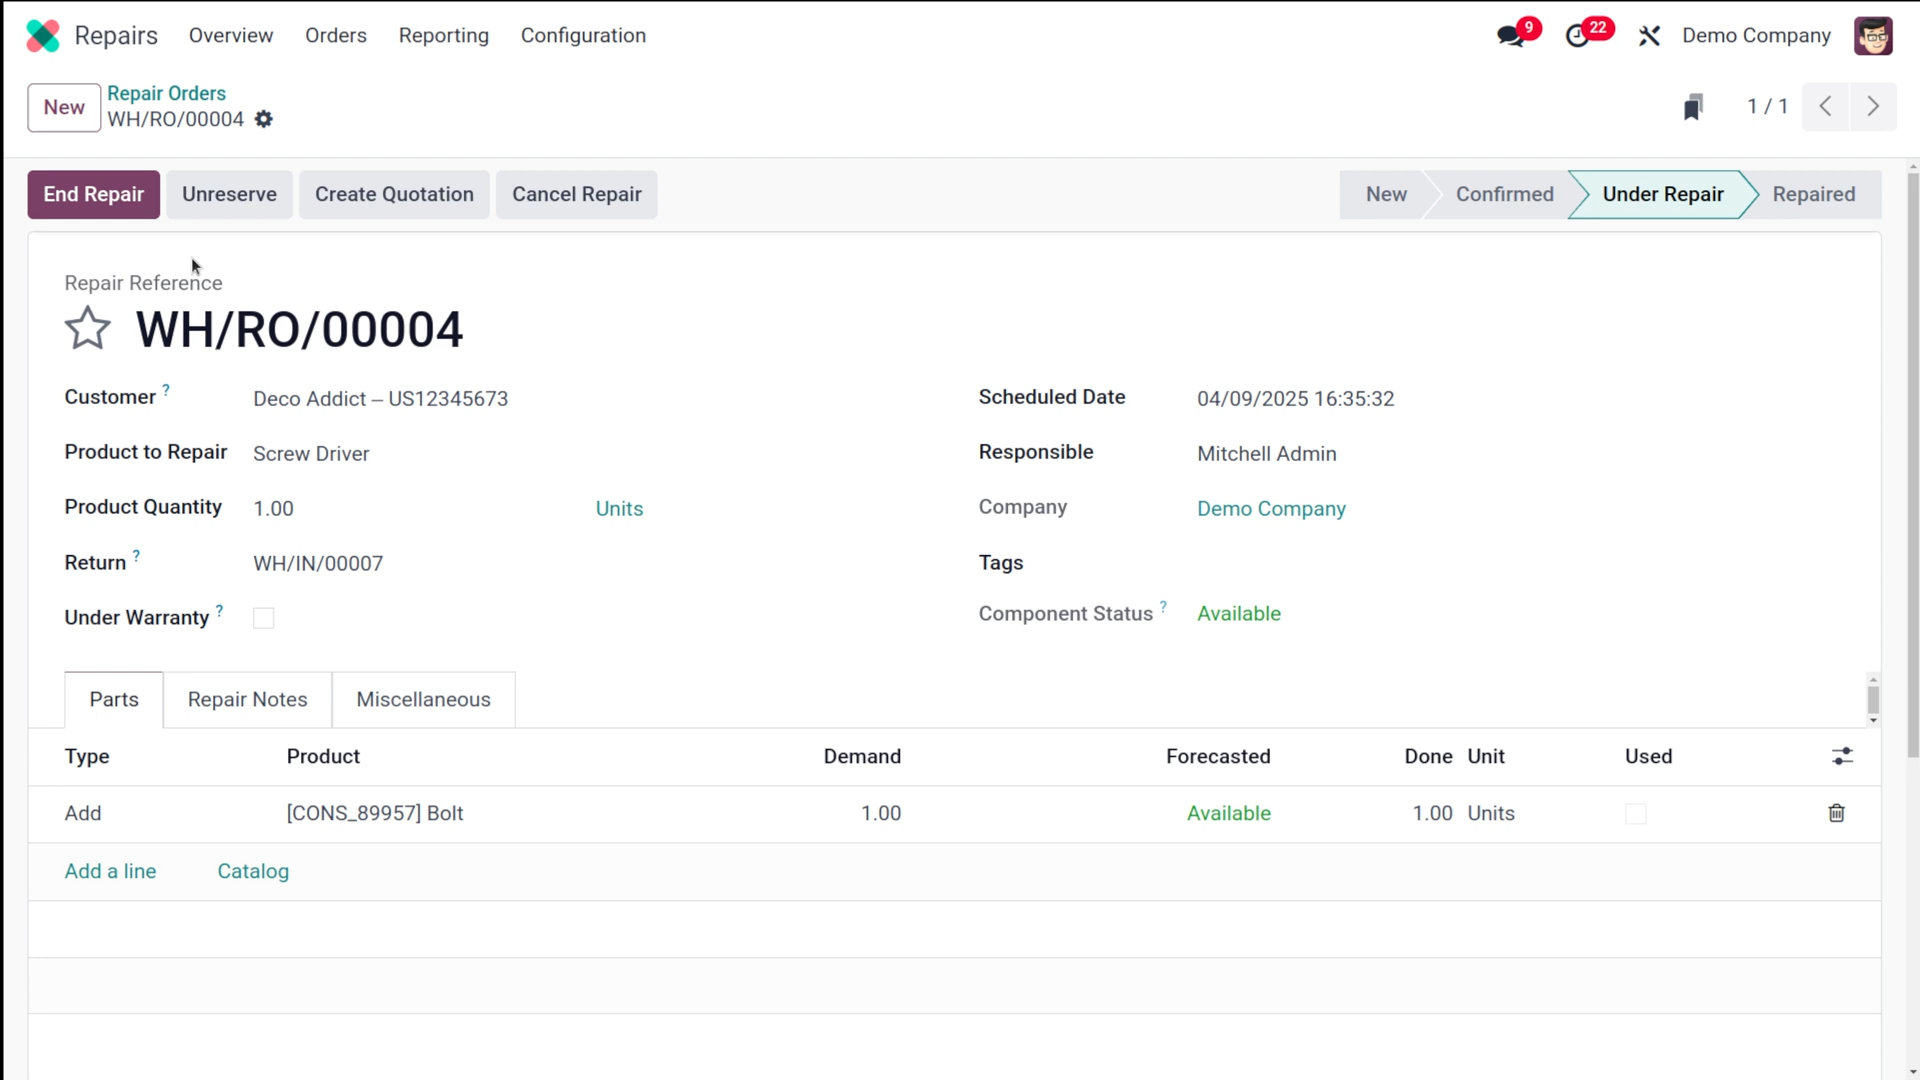 Repairs Overview Orders Reporting Configuration 9 22 Demo Company
New Repair Orders
WH/RO/00004 1 / 1
End Repair Unreserve Create Quotation Cancel Repair New Confirmed Under Repair Repaired
Repair Reference
WH/RO/00004
Customer ? Deco Addict – US12345673 Scheduled Date 04/09/2025 16:35:32
Product to Repair Screw Driver Responsible Mitchell Admin
Product Quantity 1.00 Units Company Demo Company
Return ? WH/IN/00007 Tags
Under Warranty ? Component Status ? Available
Parts Repair Notes Miscellaneous
Type Product Demand Forecasted Done Unit Used
Add [CONS_89957] Bolt 1.00 Available 1.00 Units
Add a line Catalog